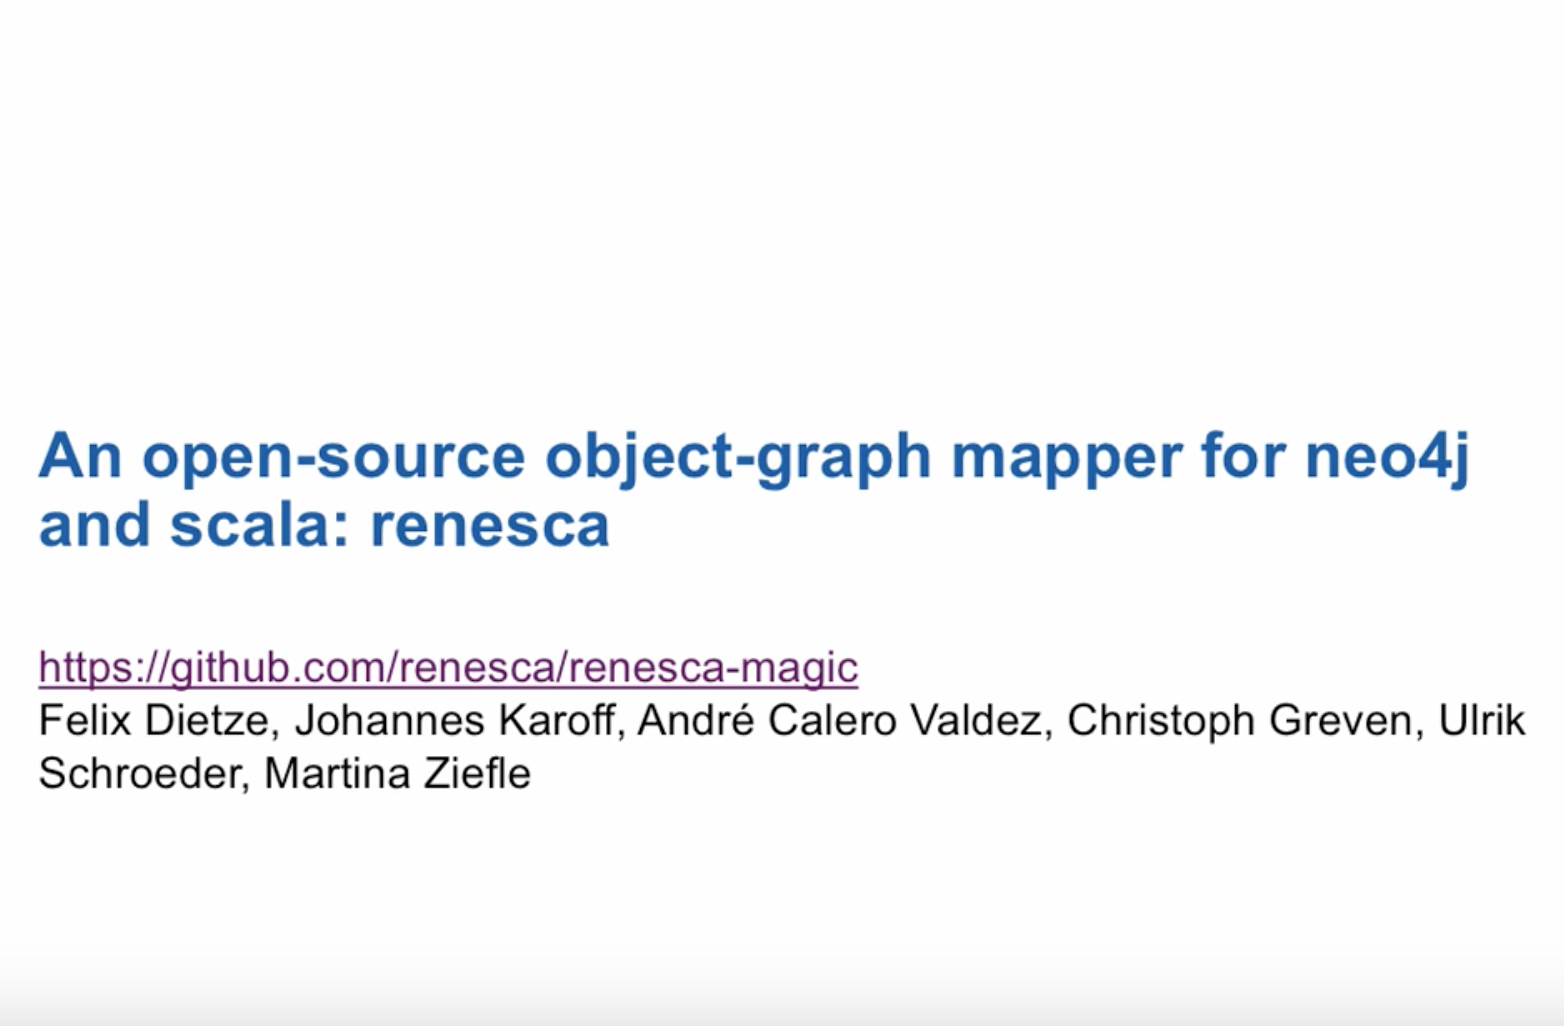 An open-source object-graph mapper for neo4j
and scala: renesca
https://github.com/renesca/renesca-magic
Felix Dietze, Johannes Karoff, André Calero Valdez, Christoph Greven, Ulrik
Schroeder, Martina Ziefle